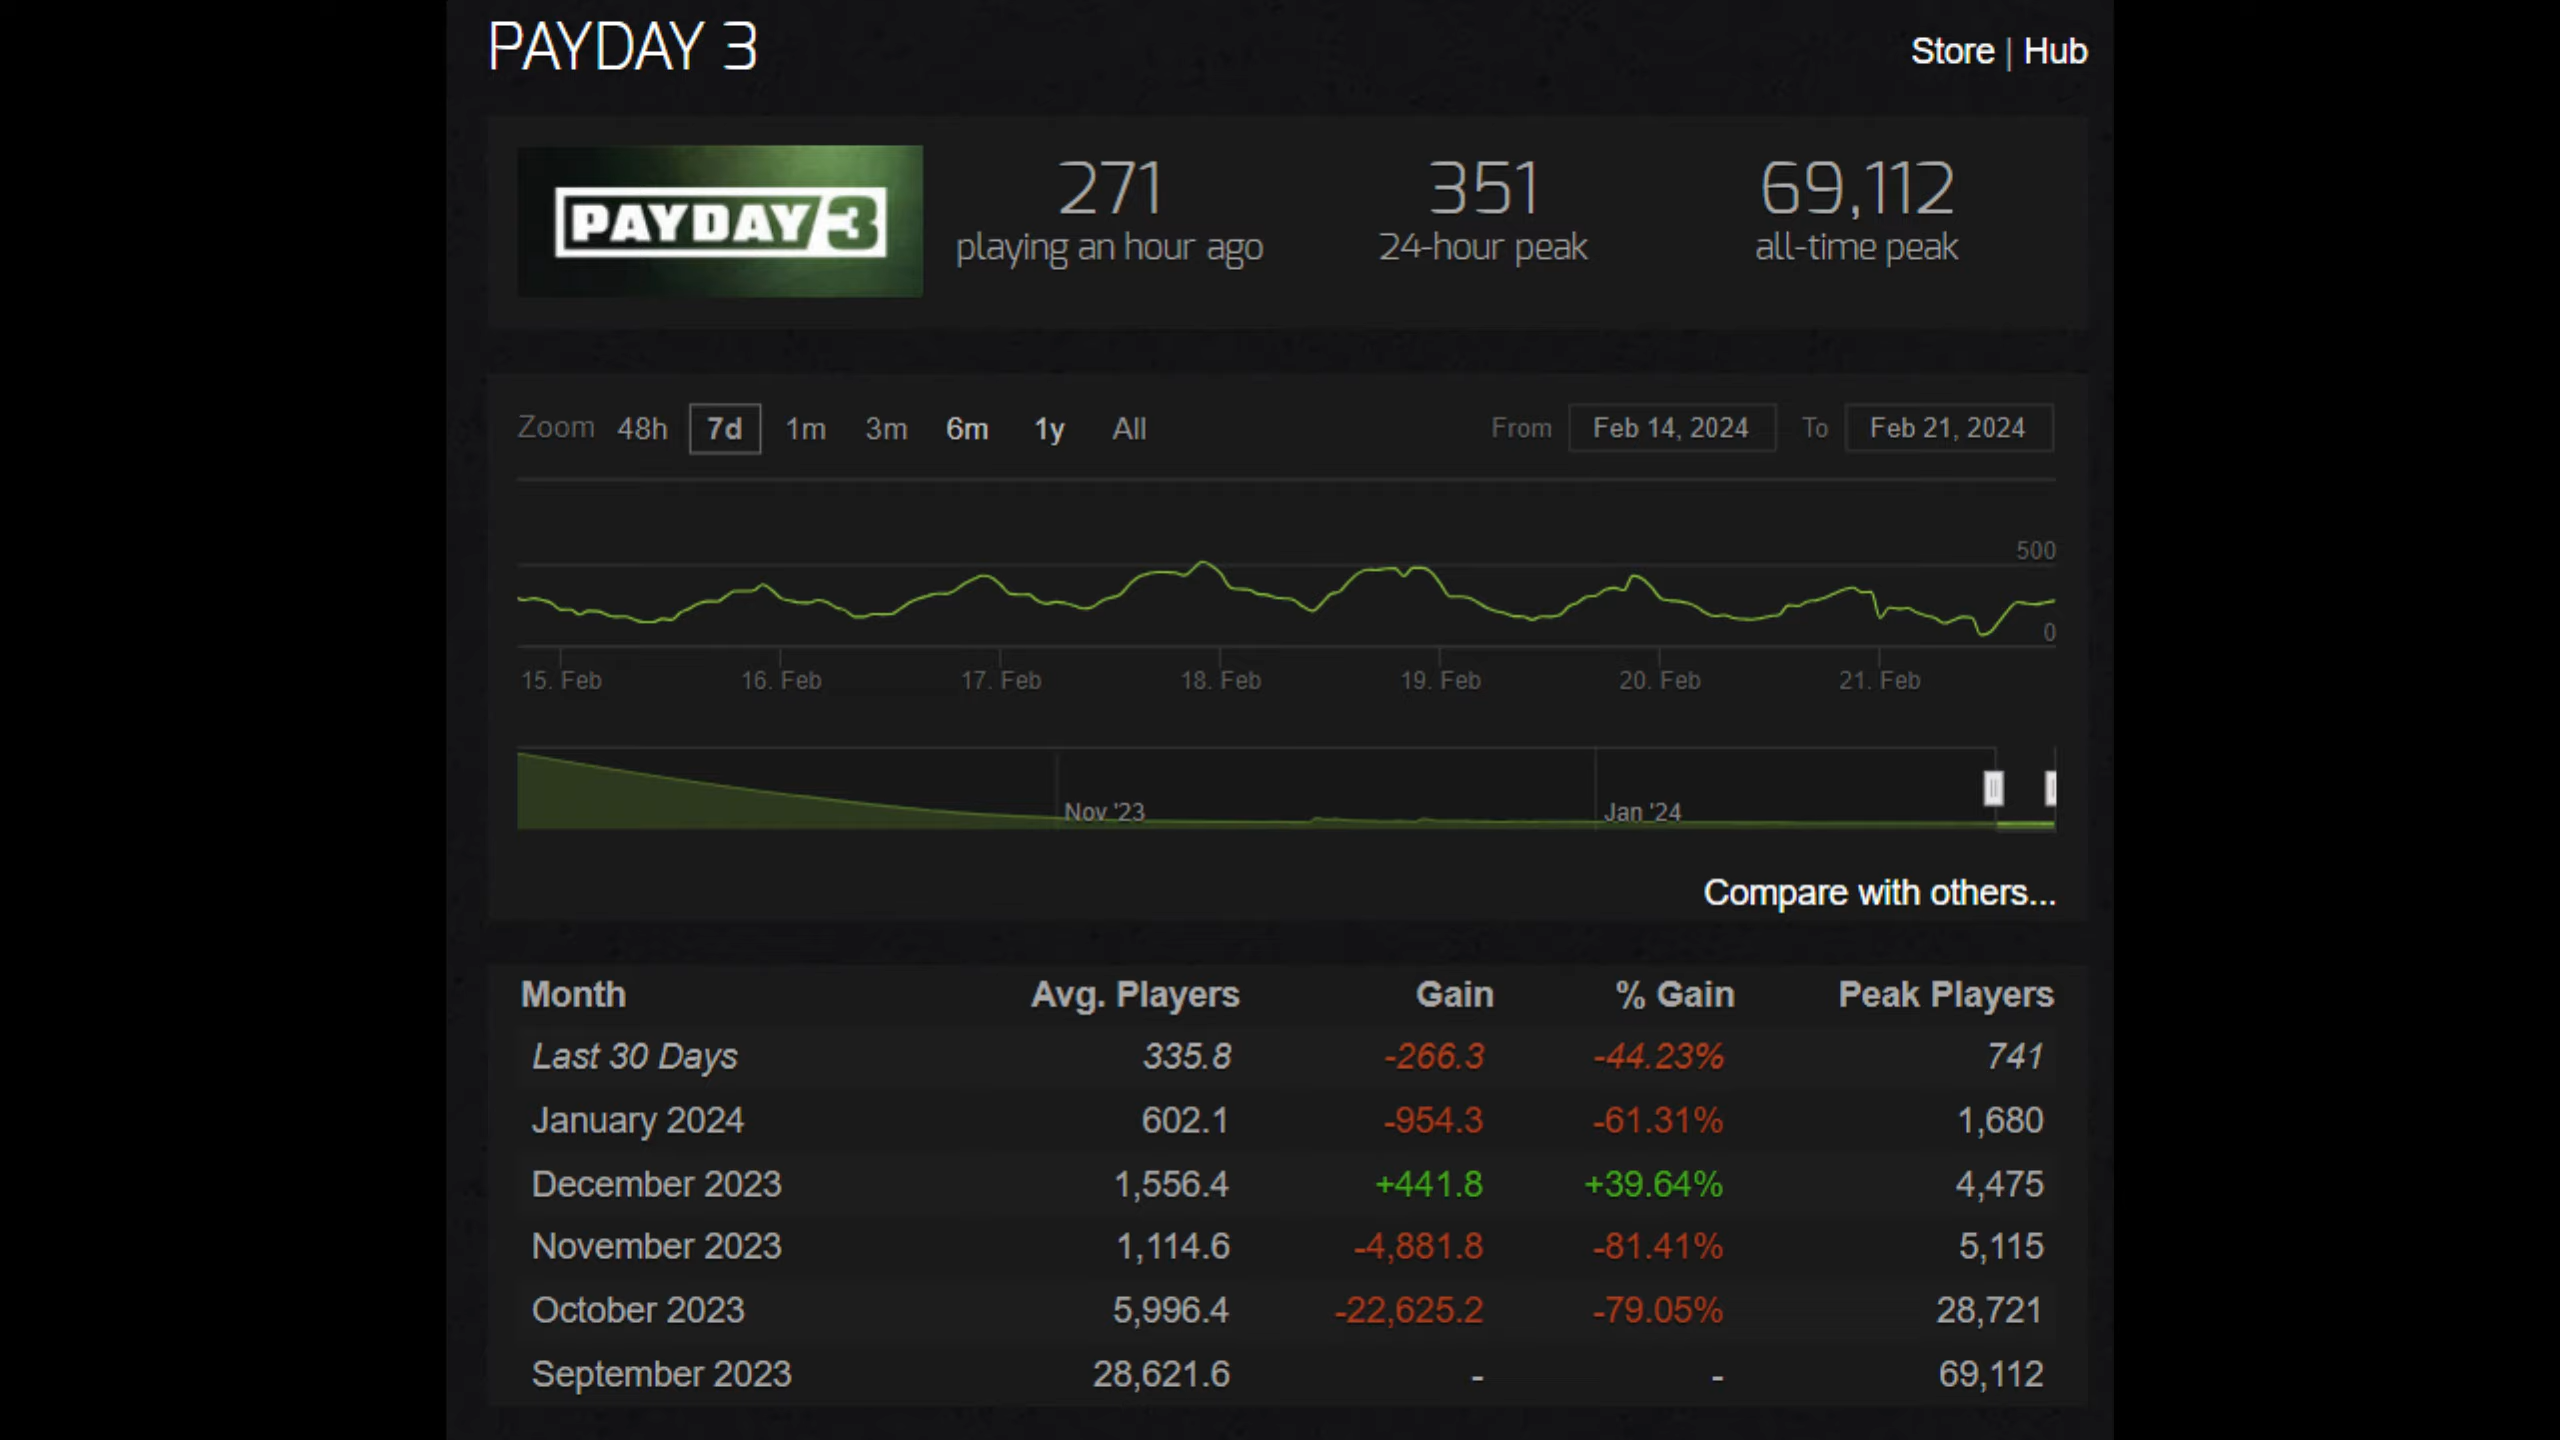 PAYDAY 3
Store | Hub
PAYDAY 3
271
playing an hour ago
351
24-hour peak
69,112
all-time peak
Zoom 48h 7d 1m 3m 6m 1y All
From Feb 14, 2024 To Feb 21, 2024
500
0
15. Feb 16. Feb 17. Feb 18. Feb 19. Feb 20. Feb 21. Feb
Nov '23 Jan '24
Compare with others...
Month Avg. Players Gain % Gain Peak Players
Last 30 Days 335.8 -266.3 -44.23% 741
January 2024 602.1 -954.3 -61.31% 1,680
December 2023 1,556.4 +441.8 +39.64% 4,475
November 2023 1,114.6 -4,881.8 -81.41% 5,115
October 2023 5,996.4 -22,625.2 -79.05% 28,721
September 2023 28,621.6 - - 69,112